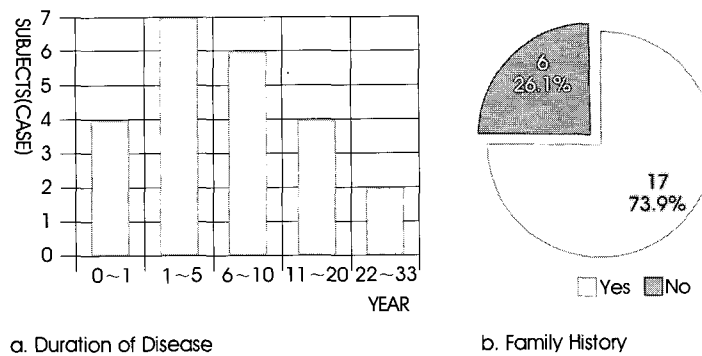 SUBJECTS(CASE)
7
6
5
4
3
2
1
0
0~1 1~5 6~10 11~20 22~33
YEAR
a. Duration of Disease
6
26.1%
17
73.9%
Yes No
b. Family History